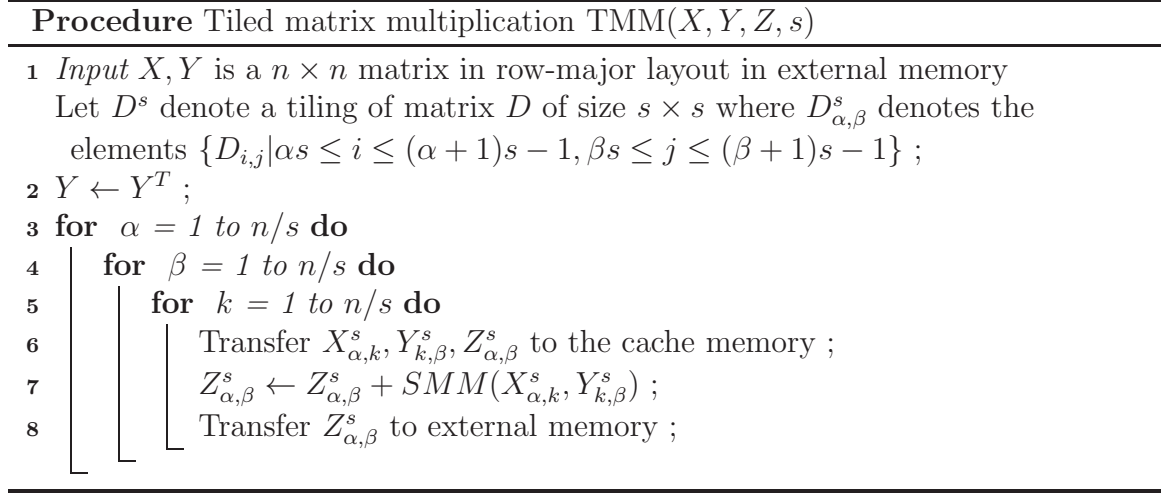 Procedure Tiled matrix multiplication TMM(X, Y, Z, s)
1 Input X, Y is a n × n matrix in row-major layout in external memory
Let D^s denote a tiling of matrix D of size s × s where D^s_{α,β} denotes the
elements {D_{i,j}|αs ≤ i ≤ (α + 1)s − 1, βs ≤ j ≤ (β + 1)s − 1} ;
2 Y ← Y^T ;
3 for α = 1 to n/s do
4 for β = 1 to n/s do
5 for k = 1 to n/s do
6 Transfer X^s_{α,k}, Y^s_{k,β}, Z^s_{α,β} to the cache memory ;
7 Z^s_{α,β} ← Z^s_{α,β} + SMM(X^s_{α,k}, Y^s_{k,β}) ;
8 Transfer Z^s_{α,β} to external memory ;